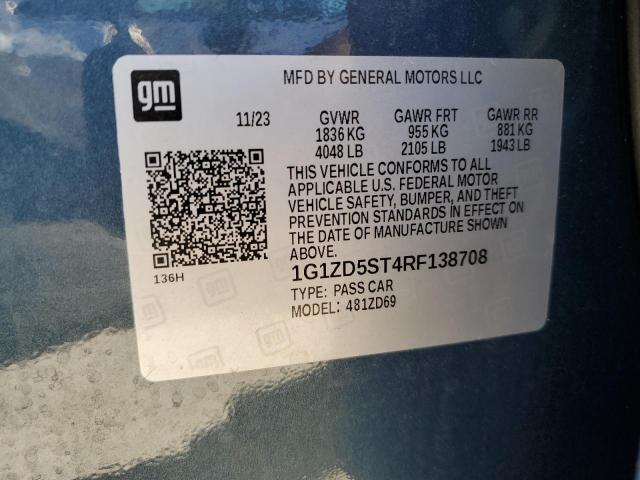 gm
MFD BY GENERAL MOTORS LLC
11/23 GVWR GAWR FRT GAWR RR
1836 KG 955 KG 881 KG
4048 LB 2105 LB 1943 LB
THIS VEHICLE CONFORMS TO ALL
APPLICABLE U.S. FEDERAL MOTOR
VEHICLE SAFETY, BUMPER, AND THEFT
PREVENTION STANDARDS IN EFFECT ON
THE DATE OF MANUFACTURE SHOWN
ABOVE.
136H
1G1ZD5ST4RF138708
TYPE: PASS CAR
MODEL: 481ZD69